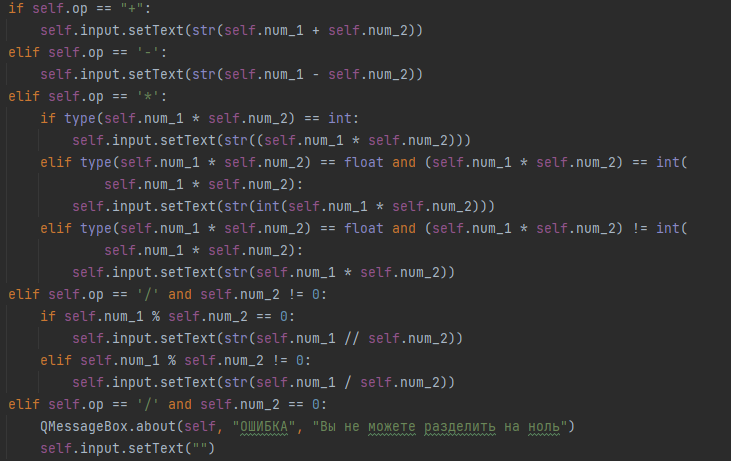 if self.op == "+":
    self.input.setText(str(self.num_1 + self.num_2))
elif self.op == '-':
    self.input.setText(str(self.num_1 - self.num_2))
elif self.op == '*':
    if type(self.num_1 * self.num_2) == int:
        self.input.setText(str((self.num_1 * self.num_2)))
    elif type(self.num_1 * self.num_2) == float and (self.num_1 * self.num_2) == int(
            self.num_1 * self.num_2):
        self.input.setText(str(int(self.num_1 * self.num_2)))
    elif type(self.num_1 * self.num_2) == float and (self.num_1 * self.num_2) != int(
            self.num_1 * self.num_2):
        self.input.setText(str(self.num_1 * self.num_2))
elif self.op == '/' and self.num_2 != 0:
    if self.num_1 % self.num_2 == 0:
        self.input.setText(str(self.num_1 // self.num_2))
    elif self.num_1 % self.num_2 != 0:
        self.input.setText(str(self.num_1 / self.num_2))
elif self.op == '/' and self.num_2 == 0:
    QMessageBox.about(self, "ОШИБКА", "Вы не можете разделить на ноль")
    self.input.setText("")